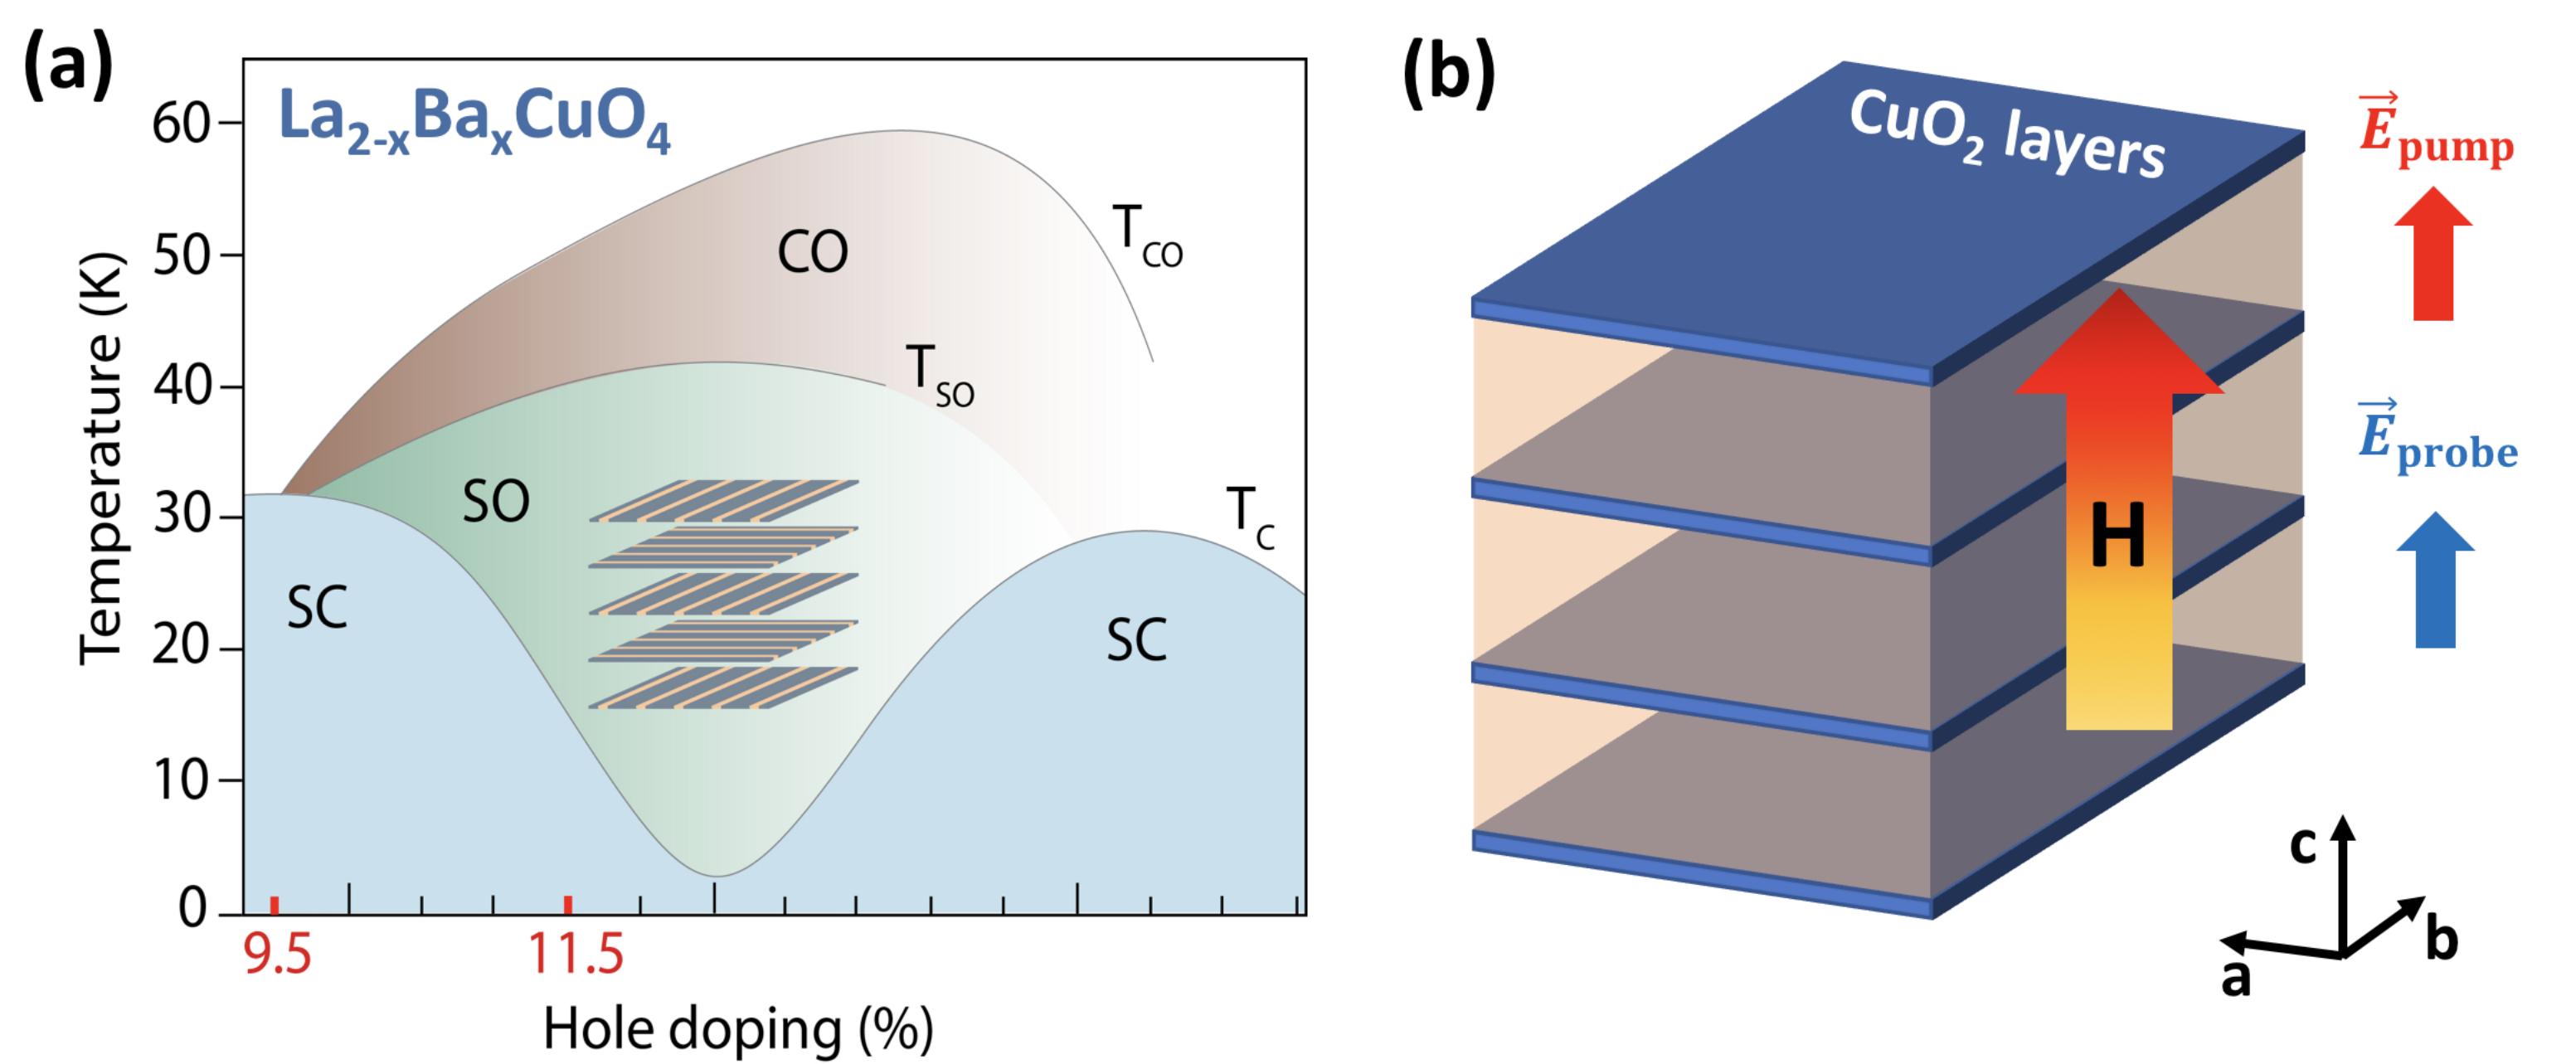 (a)
La2-xBaxCuO4
60
50
40
30
20
10
0
Temperature (K)
CO
TCO
TSO
SO
SC
TC
SC
9.5
11.5
Hole doping (%)
(b)
CuO2 layers
H
E⃗pump
E⃗probe
c
b
a